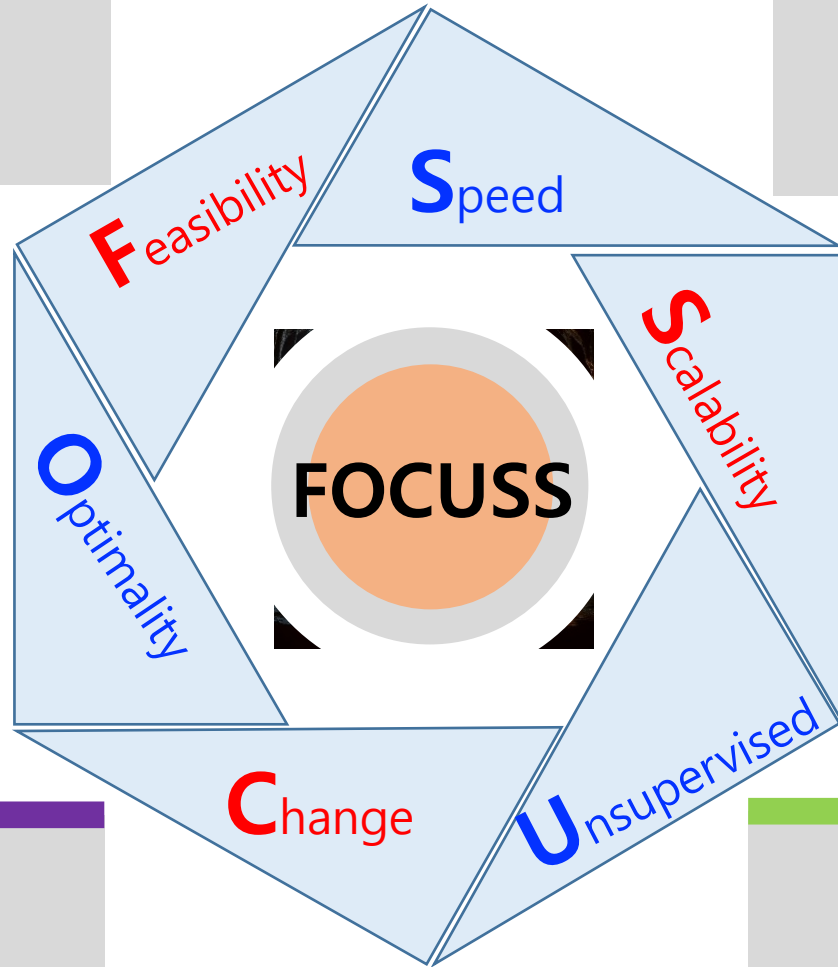 Speed
Feasibility
Scalability
Optimality
FOCUSS
Unsupervised
Change